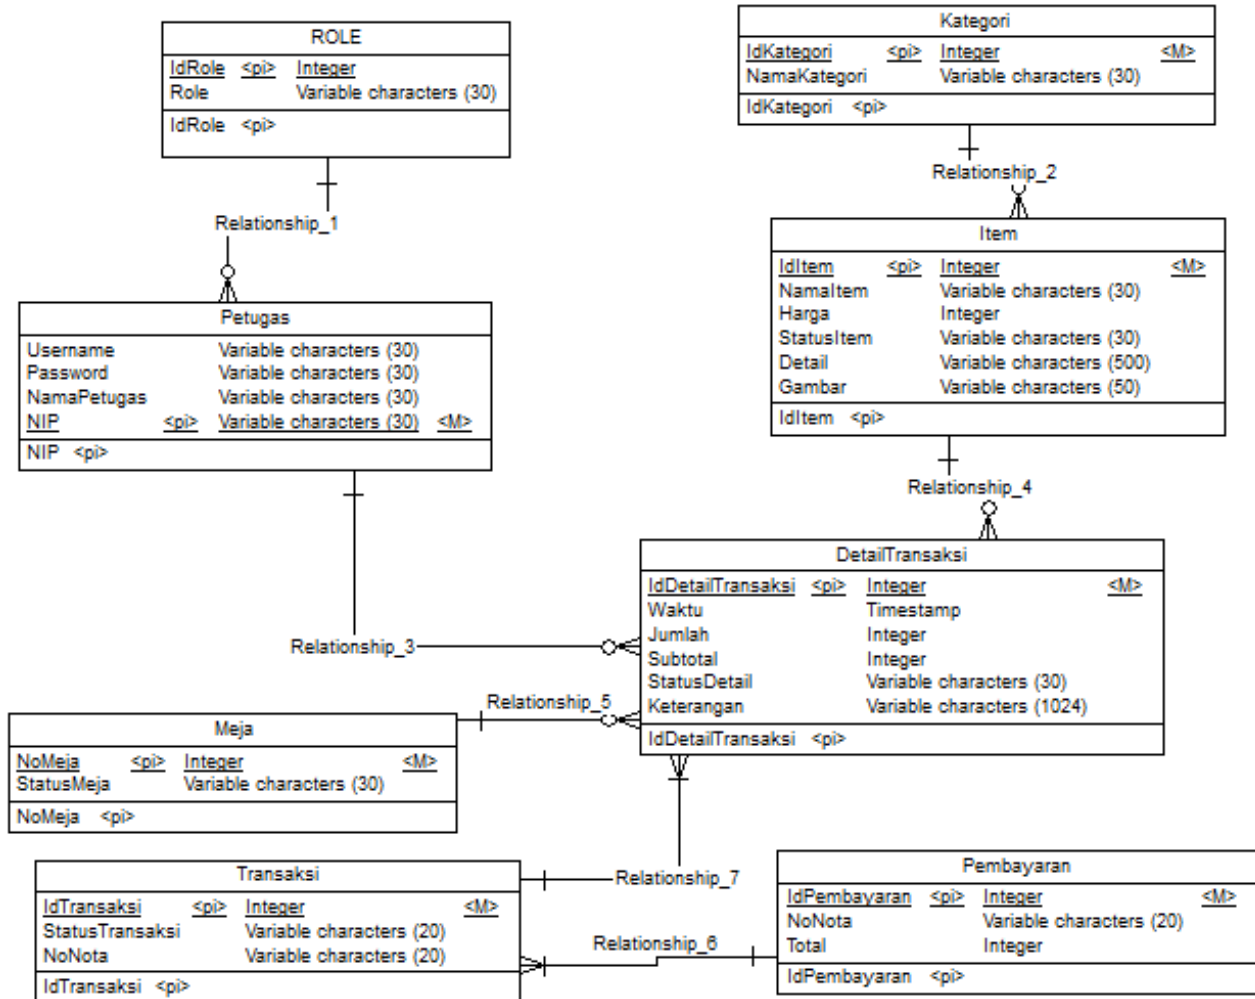 ROLE
IdRole <pi> Integer
Role Variable characters (30)
IdRole <pi>
Kategori
IdKategori <pi> Integer <M>
NamaKategori Variable characters (30)
IdKategori <pi>
Relationship_1
Relationship_2
Petugas
Username Variable characters (30)
Password Variable characters (30)
NamaPetugas Variable characters (30)
NIP <pi> Variable characters (30) <M>
NIP <pi>
Item
IdItem <pi> Integer <M>
NamaItem Variable characters (30)
Harga Integer
StatusItem Variable characters (30)
Detail Variable characters (500)
Gambar Variable characters (50)
IdItem <pi>
Relationship_4
Relationship_3
DetailTransaksi
IdDetailTransaksi <pi> Integer <M>
Waktu Timestamp
Jumlah Integer
Subtotal Integer
StatusDetail Variable characters (30)
Keterangan Variable characters (1024)
IdDetailTransaksi <pi>
Relationship_5
Meja
NoMeja <pi> Integer <M>
StatusMeja Variable characters (30)
NoMeja <pi>
Relationship_7
Transaksi
IdTransaksi <pi> Integer <M>
StatusTransaksi Variable characters (20)
NoNota Variable characters (20)
IdTransaksi <pi>
Relationship_6
Pembayaran
IdPembayaran <pi> Integer <M>
NoNota Variable characters (20)
Total Integer
IdPembayaran <pi>